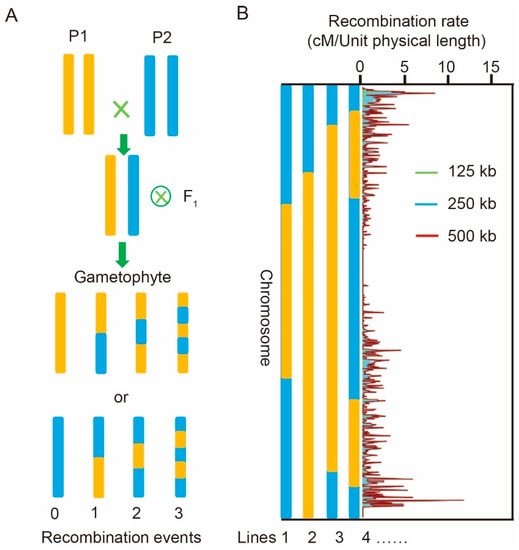 A
P1 P2
F1
Gametophyte
or
0 1 2 3
Recombination events
B
Recombination rate
(cM/Unit physical length)
0 5 10 15
125 kb
250 kb
500 kb
Chromosome
Lines 1 2 3 4 ......